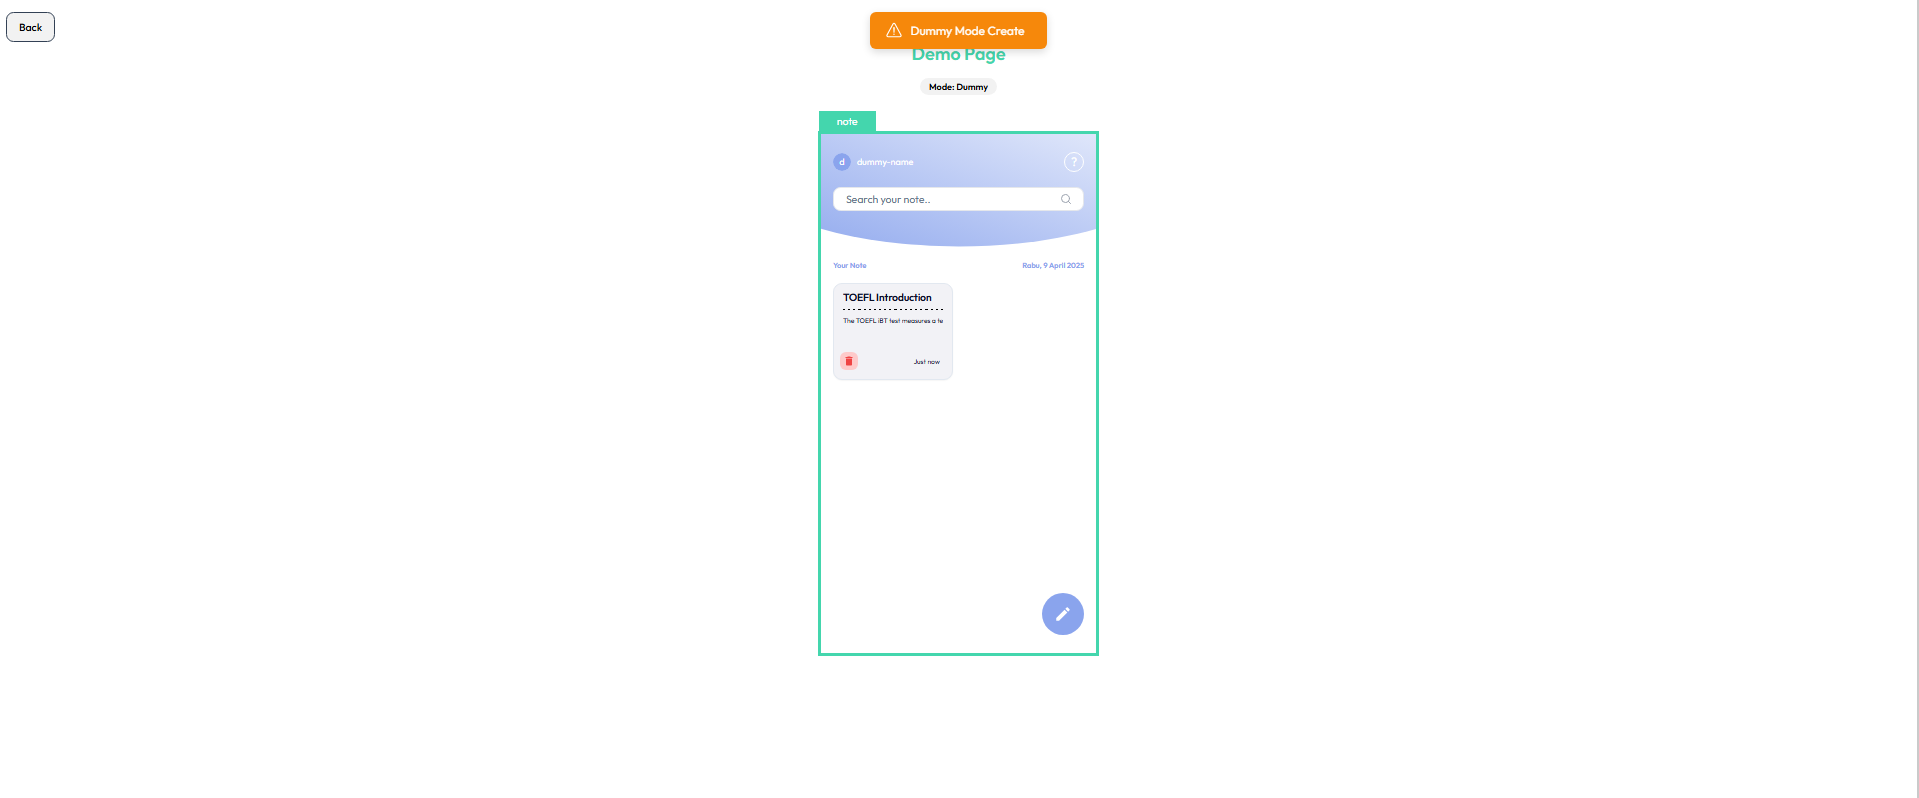 Back
Dummy Mode Create
Demo Page
Mode: Dummy
note
d dummy-name ?
Search your note..
Your Note Rabu, 9 April 2025
TOEFL Introduction
The TOEFL iBT test measures a te
Just now